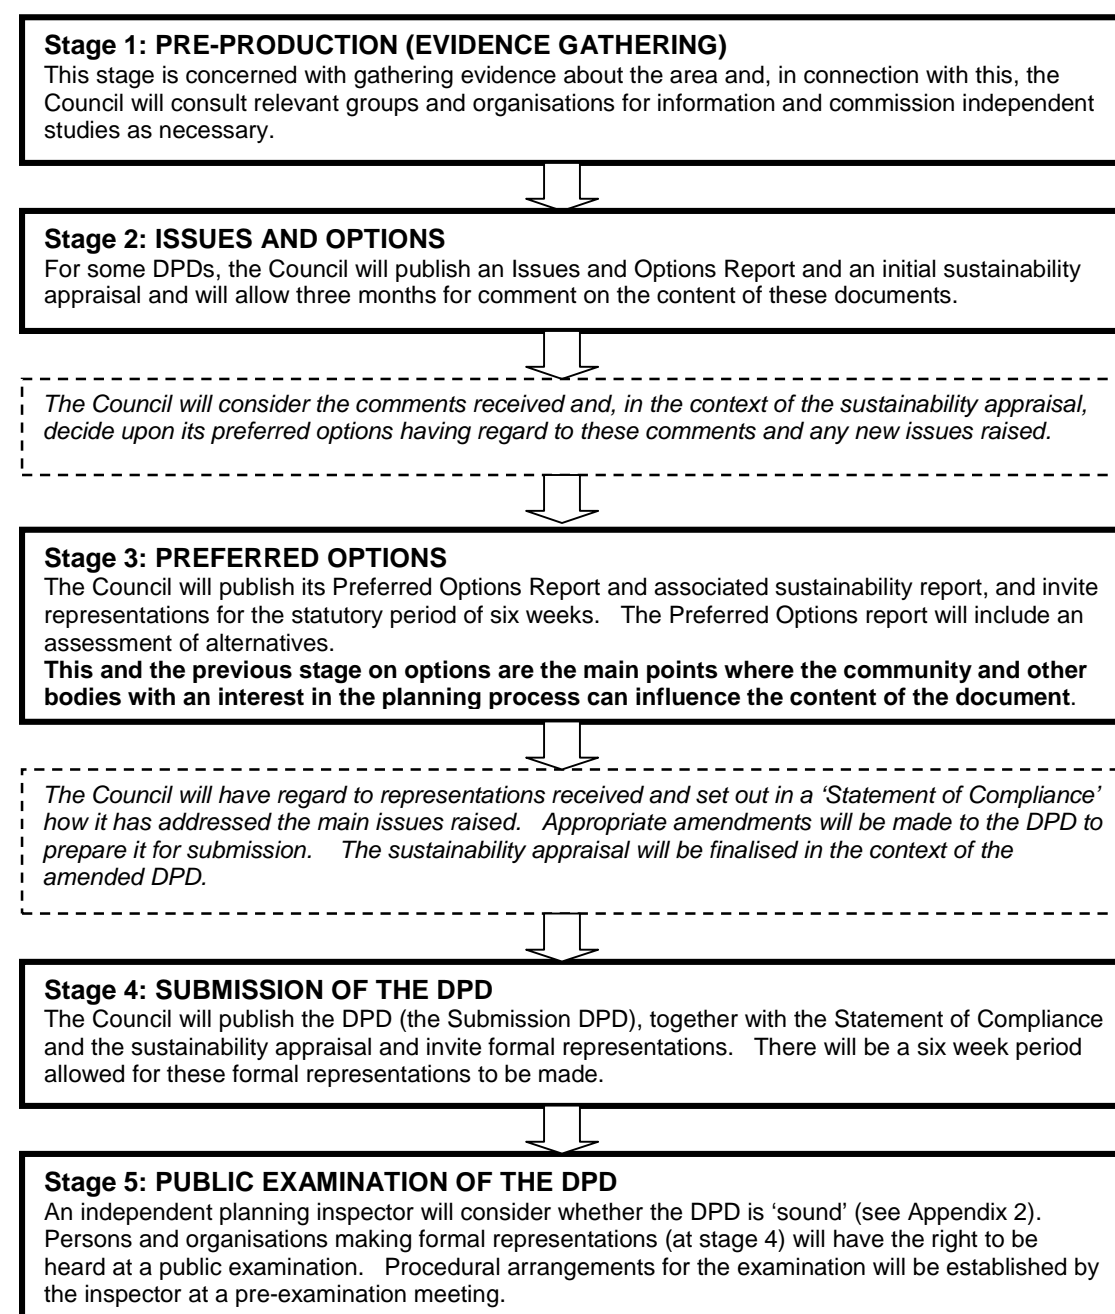 Stage 1: PRE-PRODUCTION (EVIDENCE GATHERING)
This stage is concerned with gathering evidence about the area and, in connection with this, the
Council will consult relevant groups and organisations for information and commission independent
studies as necessary.
Stage 2: ISSUES AND OPTIONS
For some DPDs, the Council will publish an Issues and Options Report and an initial sustainability
appraisal and will allow three months for comment on the content of these documents.
The Council will consider the comments received and, in the context of the sustainability appraisal,
decide upon its preferred options having regard to these comments and any new issues raised.
Stage 3: PREFERRED OPTIONS
The Council will publish its Preferred Options Report and associated sustainability report, and invite
representations for the statutory period of six weeks. The Preferred Options report will include an
assessment of alternatives.
This and the previous stage on options are the main points where the community and other
bodies with an interest in the planning process can influence the content of the document.
The Council will have regard to representations received and set out in a ‘Statement of Compliance’
how it has addressed the main issues raised. Appropriate amendments will be made to the DPD to
prepare it for submission. The sustainability appraisal will be finalised in the context of the
amended DPD.
Stage 4: SUBMISSION OF THE DPD
The Council will publish the DPD (the Submission DPD), together with the Statement of Compliance
and the sustainability appraisal and invite formal representations. There will be a six week period
allowed for these formal representations to be made.
Stage 5: PUBLIC EXAMINATION OF THE DPD
An independent planning inspector will consider whether the DPD is ‘sound’ (see Appendix 2).
Persons and organisations making formal representations (at stage 4) will have the right to be
heard at a public examination. Procedural arrangements for the examination will be established by
the inspector at a pre-examination meeting.